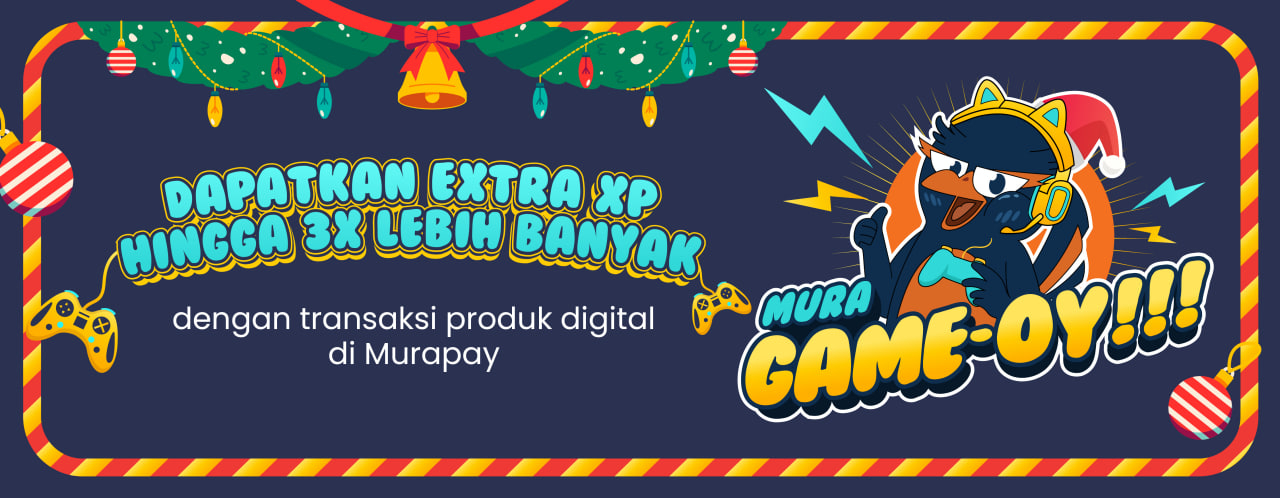 DAPATKAN EXTRA XP
HINGGA 3X LEBIH BANYAK
dengan transaksi produk digital
di Murapay
MURA
GAME-OY!!!